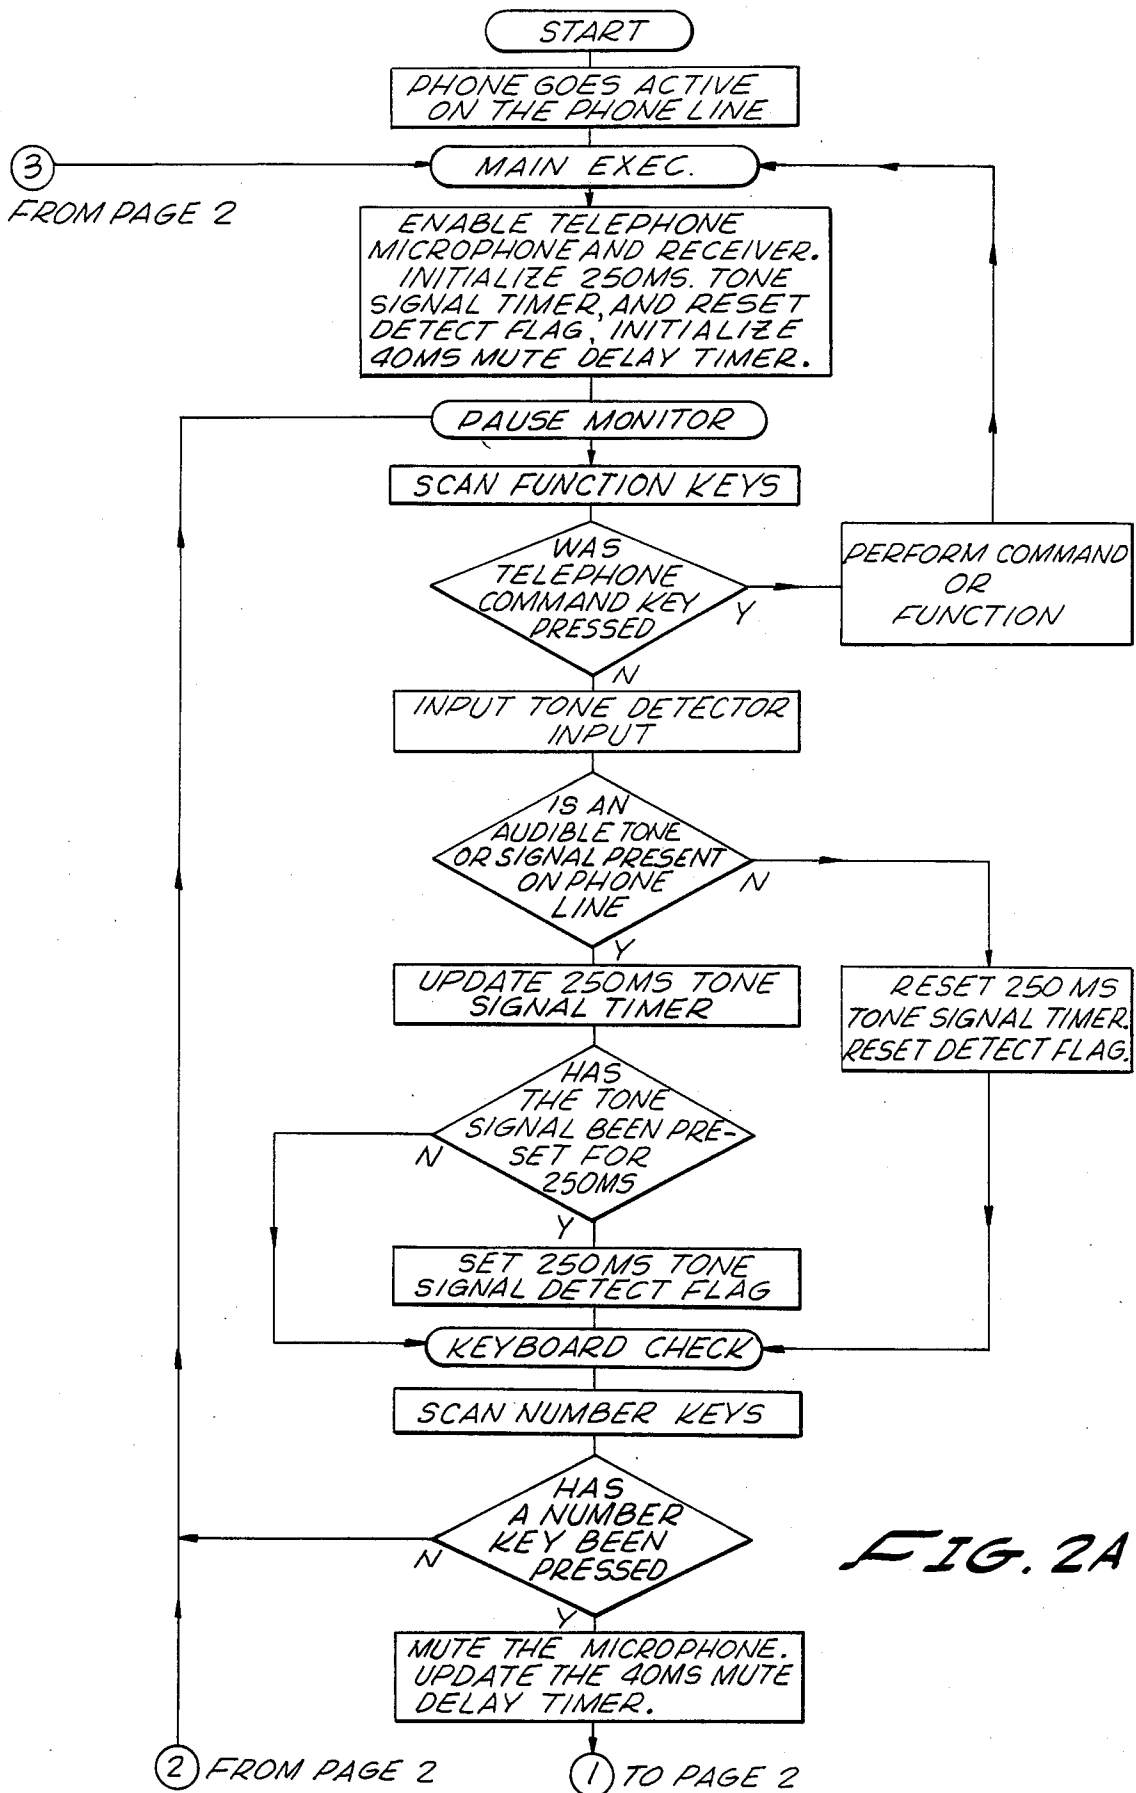 START
PHONE GOES ACTIVE
ON THE PHONE LINE
3
MAIN EXEC.
FROM PAGE 2
ENABLE TELEPHONE
MICROPHONE AND RECEIVER.
INITIALIZE 250MS. TONE
SIGNAL TIMER, AND RESET
DETECT FLAG, INITIALIZE
40MS MUTE DELAY TIMER.
PAUSE MONITOR
SCAN FUNCTION KEYS
WAS
TELEPHONE
COMMAND KEY
PRESSED
Y
PERFORM COMMAND
OR
FUNCTION
N
INPUT TONE DETECTOR
INPUT
IS AN
AUDIBLE TONE
OR SIGNAL PRESENT
ON PHONE
LINE
N
Y
UPDATE 250MS TONE
SIGNAL TIMER
RESET 250 MS
TONE SIGNAL TIMER.
RESET DETECT FLAG.
HAS
THE TONE
SIGNAL BEEN PRE-
SET FOR
250MS
N
Y
SET 250MS TONE
SIGNAL DETECT FLAG
KEYBOARD CHECK
SCAN NUMBER KEYS
HAS
A NUMBER
KEY BEEN
PRESSED
N
Y
FIG. 2A
MUTE THE MICROPHONE.
UPDATE THE 40MS MUTE
DELAY TIMER.
2 FROM PAGE 2
1 TO PAGE 2